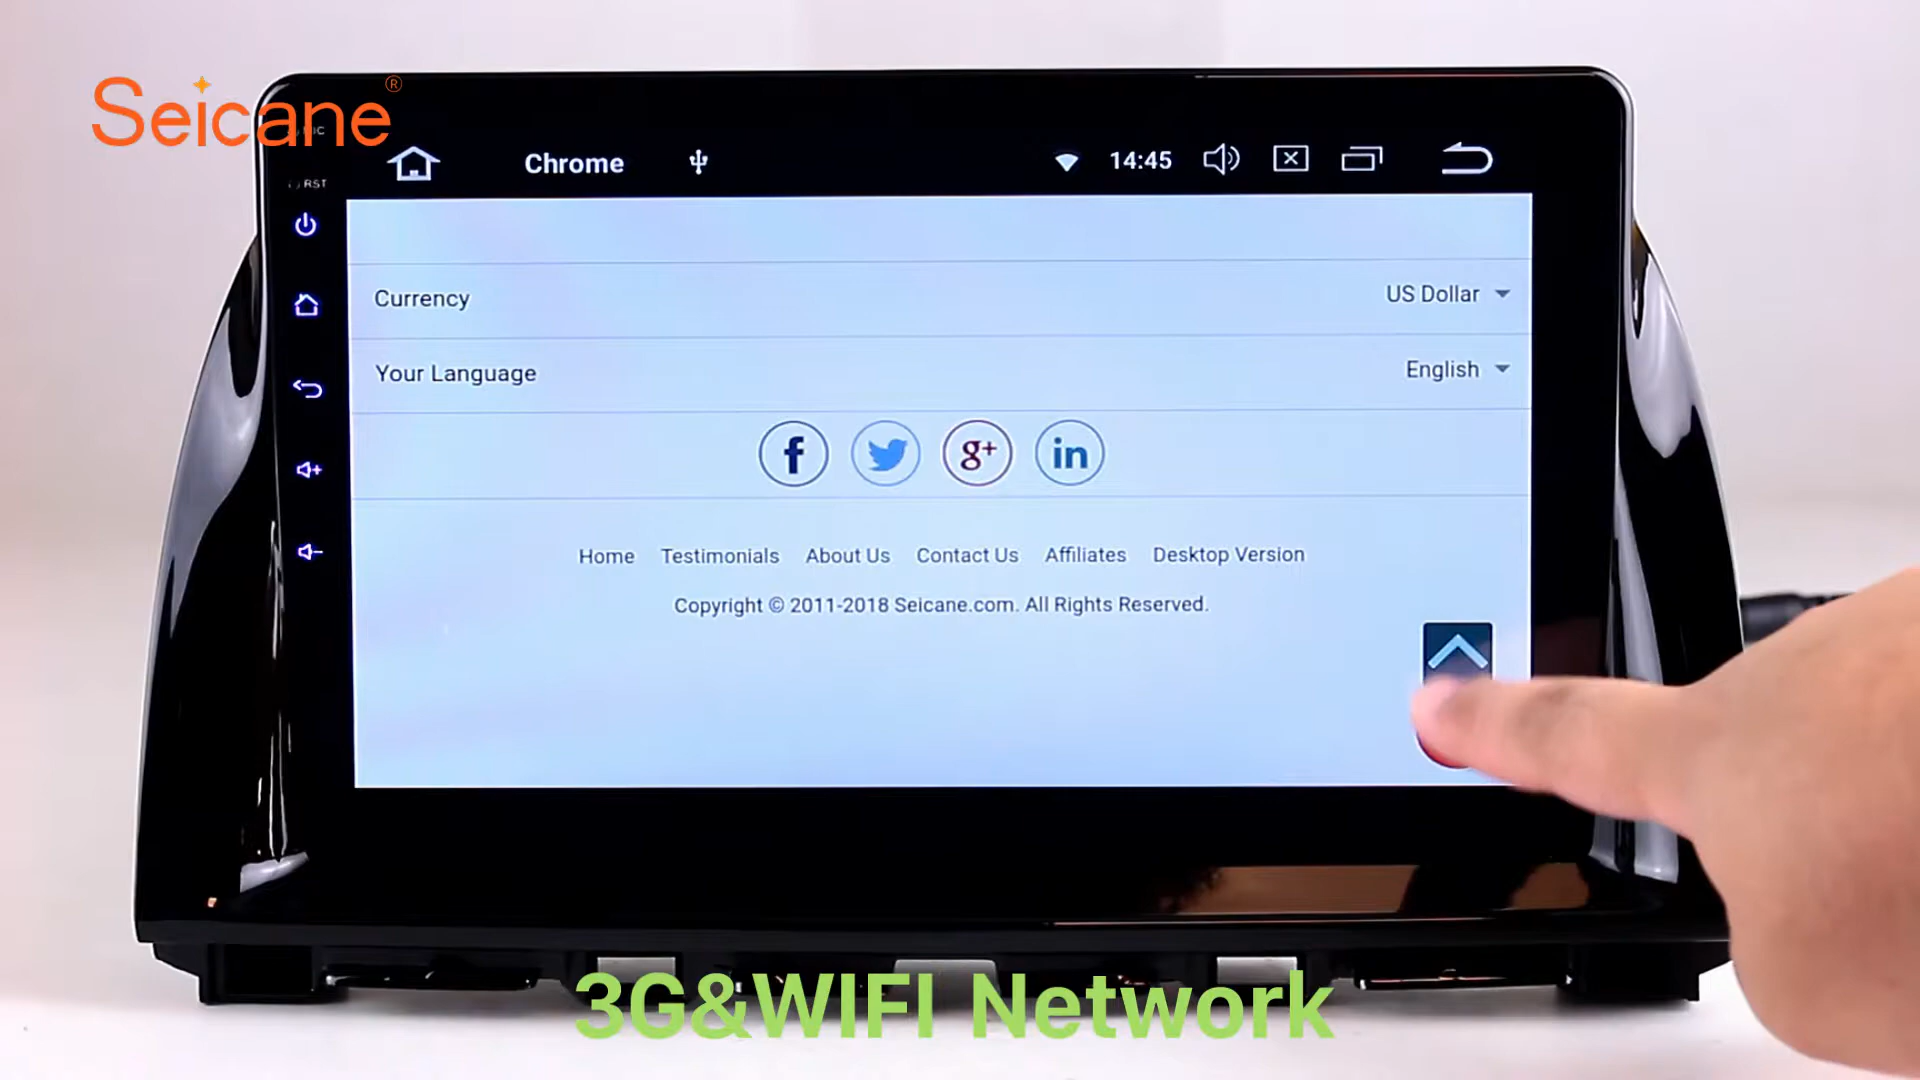 Seicane®
MIC
RST
Chrome
14:45
Currency
US Dollar
Your Language
English
f
g+
in
Home Testimonials About Us Contact Us Affiliates Desktop Version
Copyright © 2011-2018 Seicane.com. All Rights Reserved.
3G&WIFI Network